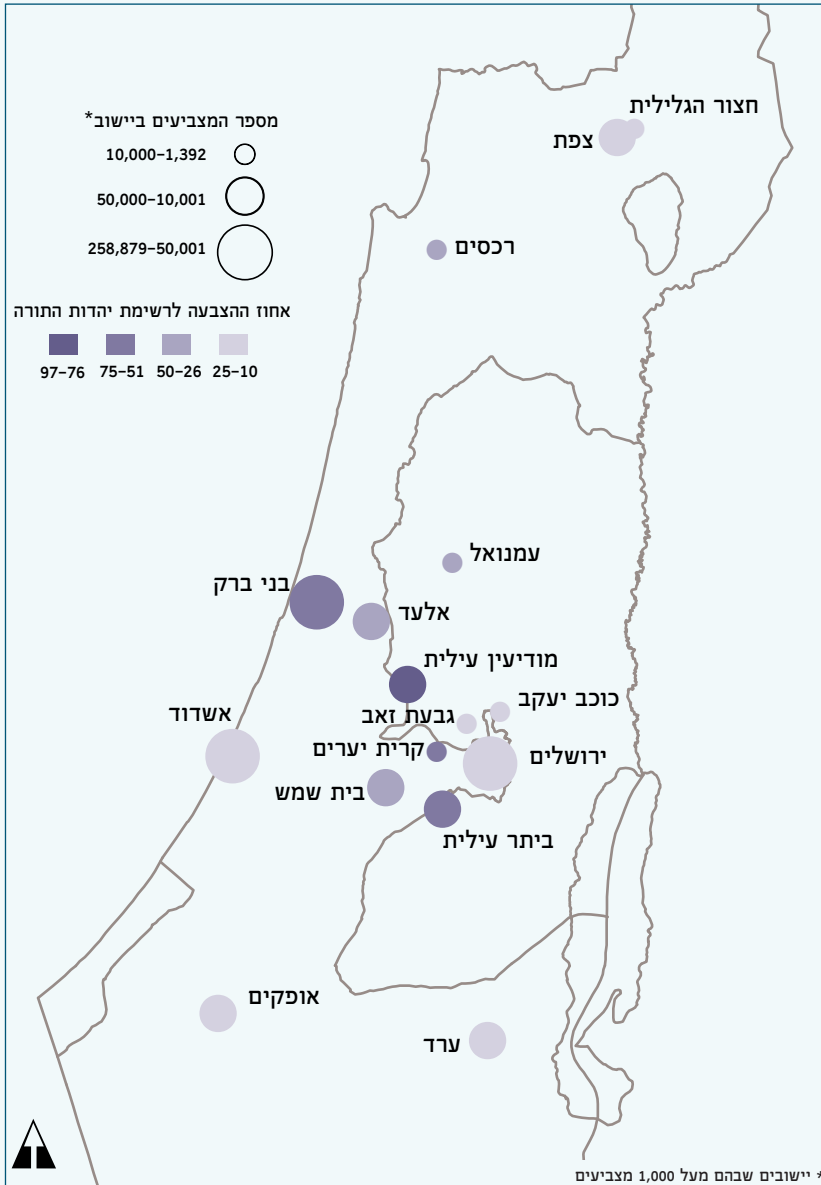 חצור הגלילית
צפת
מספר המצביעים ביישוב*
10,000–1,392
50,000–10,001
258,879–50,001
רכסים
אחוז ההצבעה לרשימת יהדות התורה
97–76 75–51 50–26 25–10
עמנואל
בני ברק
אלעד
מודיעין עילית
כוכב יעקב
גבעת זאב
אשדוד
קרית יערים
ירושלים
בית שמש
ביתר עילית
אופקים
ערד
* יישובים שבהם מעל 1,000 מצביעים